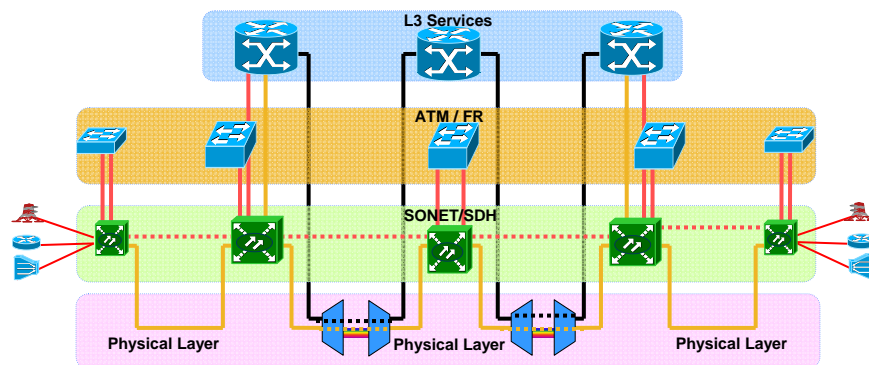 L3 Services
ATM / FR
SONET/SDH
Physical Layer
Physical Layer
Physical Layer